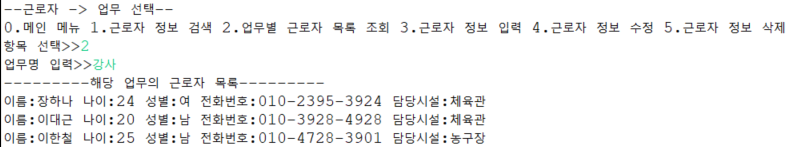 --근로자 -> 업무 선택--
0.메인 메뉴 1.근로자 정보 검색 2.업무별 근로자 목록 조회 3.근로자 정보 입력 4.근로자 정보 수정 5.근로자 정보 삭제
항목 선택>>2
업무명 입력>>강사
---------해당 업무의 근로자 목록---------
이름:장하나 나이:24 성별:여 전화번호:010-2395-3924 담당시설:체육관
이름:이대근 나이:20 성별:남 전화번호:010-3928-4928 담당시설:체육관
이름:이한철 나이:25 성별:남 전화번호:010-4728-3901 담당시설:농구장